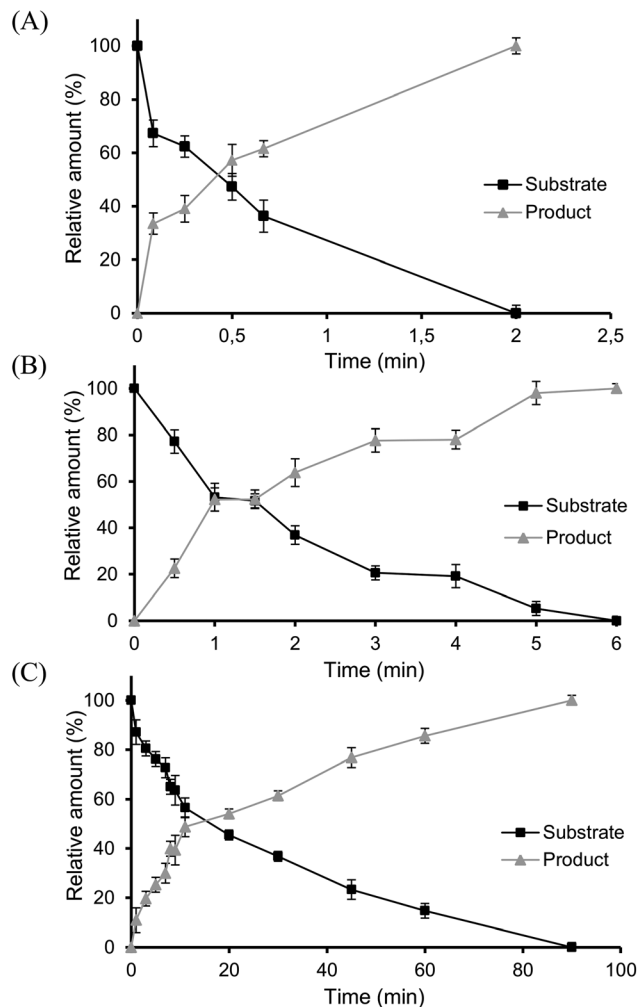 (A)
100
80
60
40
20
0
Relative amount (%)
Substrate
Product
0 0,5 1 1,5 2 2,5
Time (min)
(B)
100
80
60
40
20
0
Relative amount (%)
Substrate
Product
0 1 2 3 4 5 6
Time (min)
(C)
100
80
60
40
20
0
Relative amount (%)
Substrate
Product
0 20 40 60 80 100
Time (min)